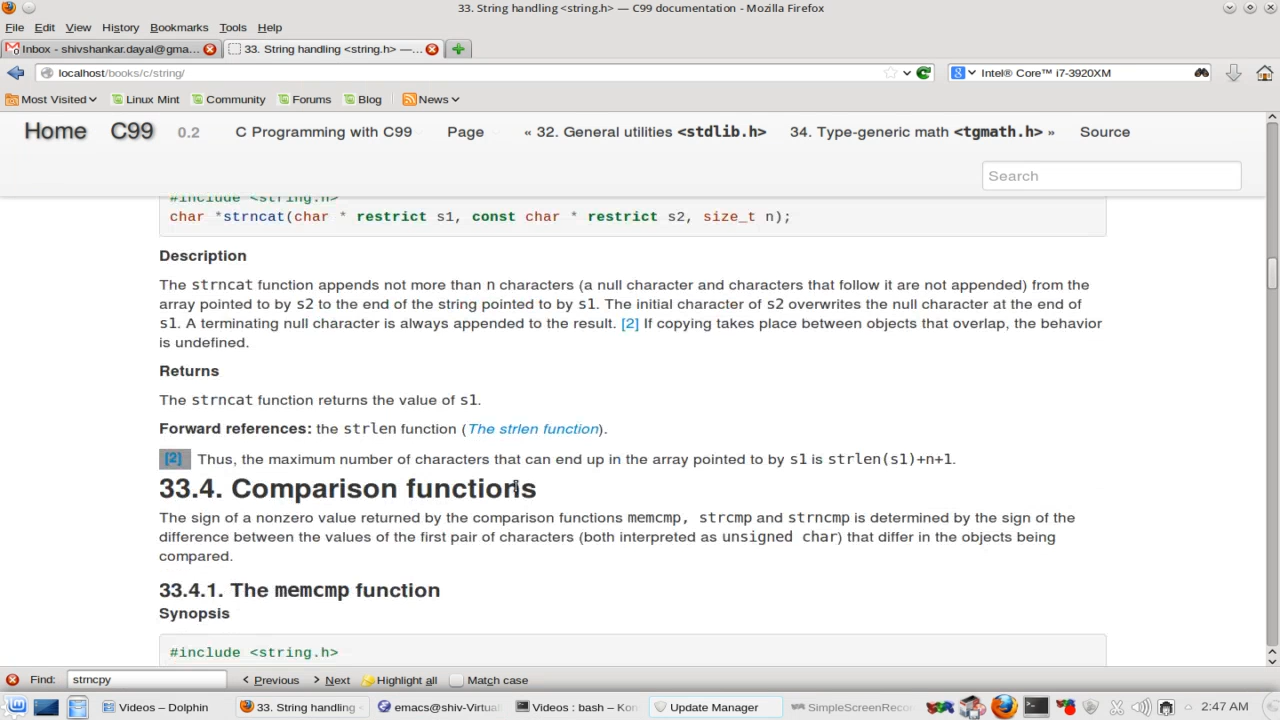 33. String handling <string.h> — C99 documentation - Mozilla Firefox
File Edit View History Bookmarks Tools Help
Inbox - shivshankar.dayal@gma... 33. String handling <string.h> —...
localhost/books/c/string/ Intel® Core™ i7-3920XM
Most Visited Linux Mint Community Forums Blog News
Home C99 0.2 C Programming with C99 Page « 32. General utilities <stdlib.h> 34. Type-generic math <tgmath.h> » Source
Search
#include <string.h>
char *strncat(char * restrict s1, const char * restrict s2, size_t n);
Description
The strncat function appends not more than n characters (a null character and characters that follow it are not appended) from the
array pointed to by s2 to the end of the string pointed to by s1. The initial character of s2 overwrites the null character at the end of
s1. A terminating null character is always appended to the result. [2] If copying takes place between objects that overlap, the behavior
is undefined.
Returns
The strncat function returns the value of s1.
Forward references: the strlen function (The strlen function).
[2] Thus, the maximum number of characters that can end up in the array pointed to by s1 is strlen(s1)+n+1.
33.4. Comparison functions
The sign of a nonzero value returned by the comparison functions memcmp, strcmp and strncmp is determined by the sign of the
difference between the values of the first pair of characters (both interpreted as unsigned char) that differ in the objects being
compared.
33.4.1. The memcmp function
Synopsis
#include <string.h>
Find: strncpy Previous Next Highlight all Match case
Videos – Dolphin 33. String handling emacs@shiv-Virtual Videos : bash – Kon Update Manager SimpleScreenReco 2:47 AM